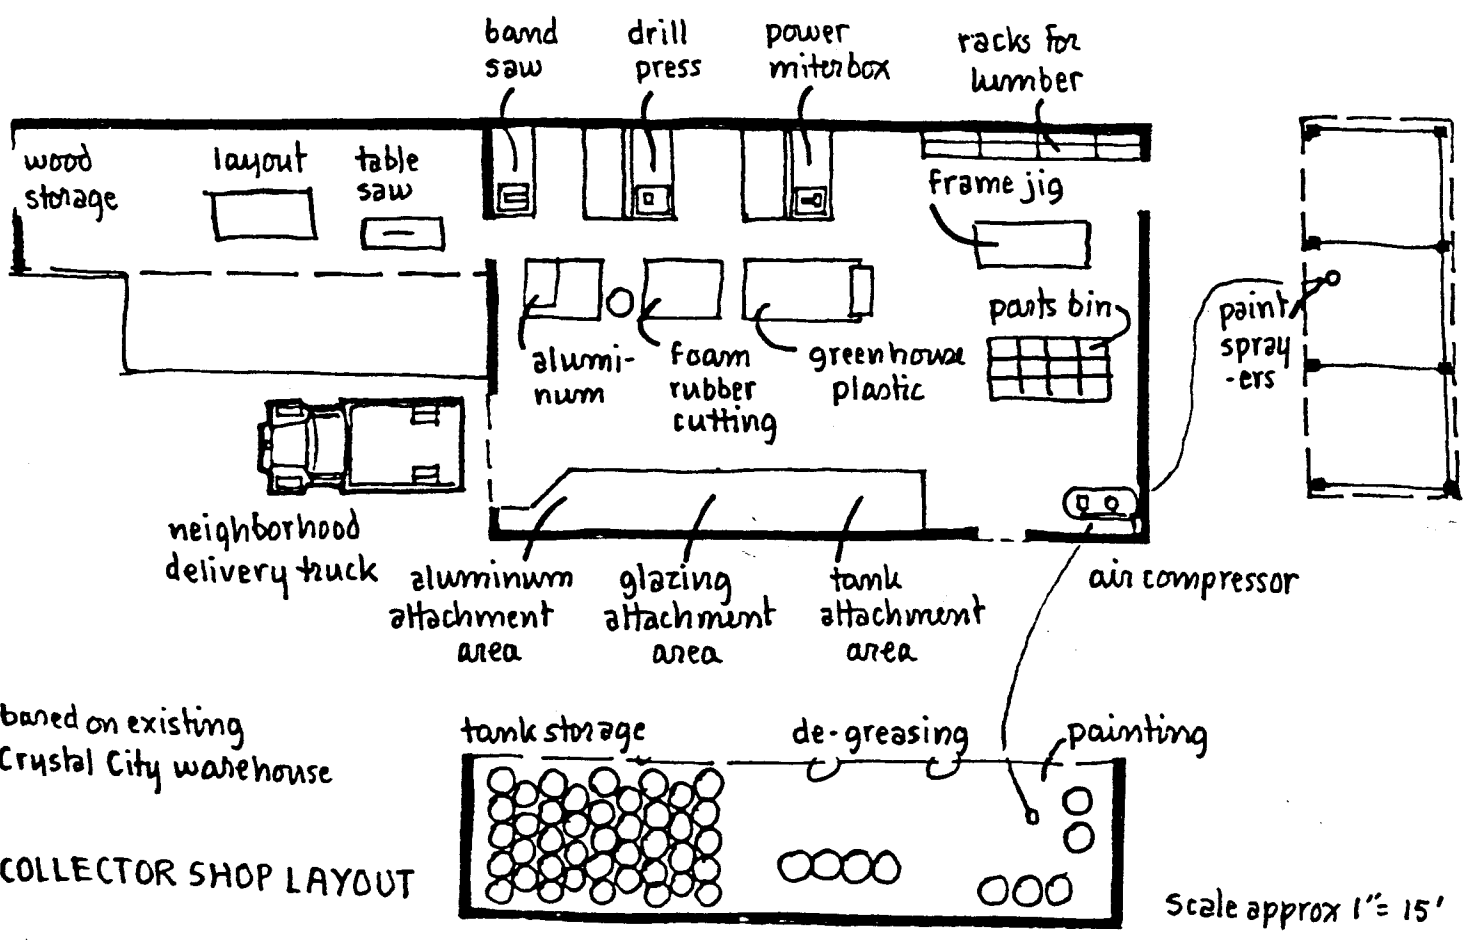 band
saw
drill
press
power
miterbox
racks for
lumber
wood
storage
layout
table
saw
frame jig
parts bin
paint
spray
-ers
alumi-
num
foam
rubber
cutting
greenhouse
plastic
neighborhood
delivery truck
aluminum
attachment
area
glazing
attachment
area
tank
attachment
area
air compressor
based on existing
Crystal City warehouse
tank storage
de-greasing
painting
COLLECTOR SHOP LAYOUT
Scale approx 1"= 15'